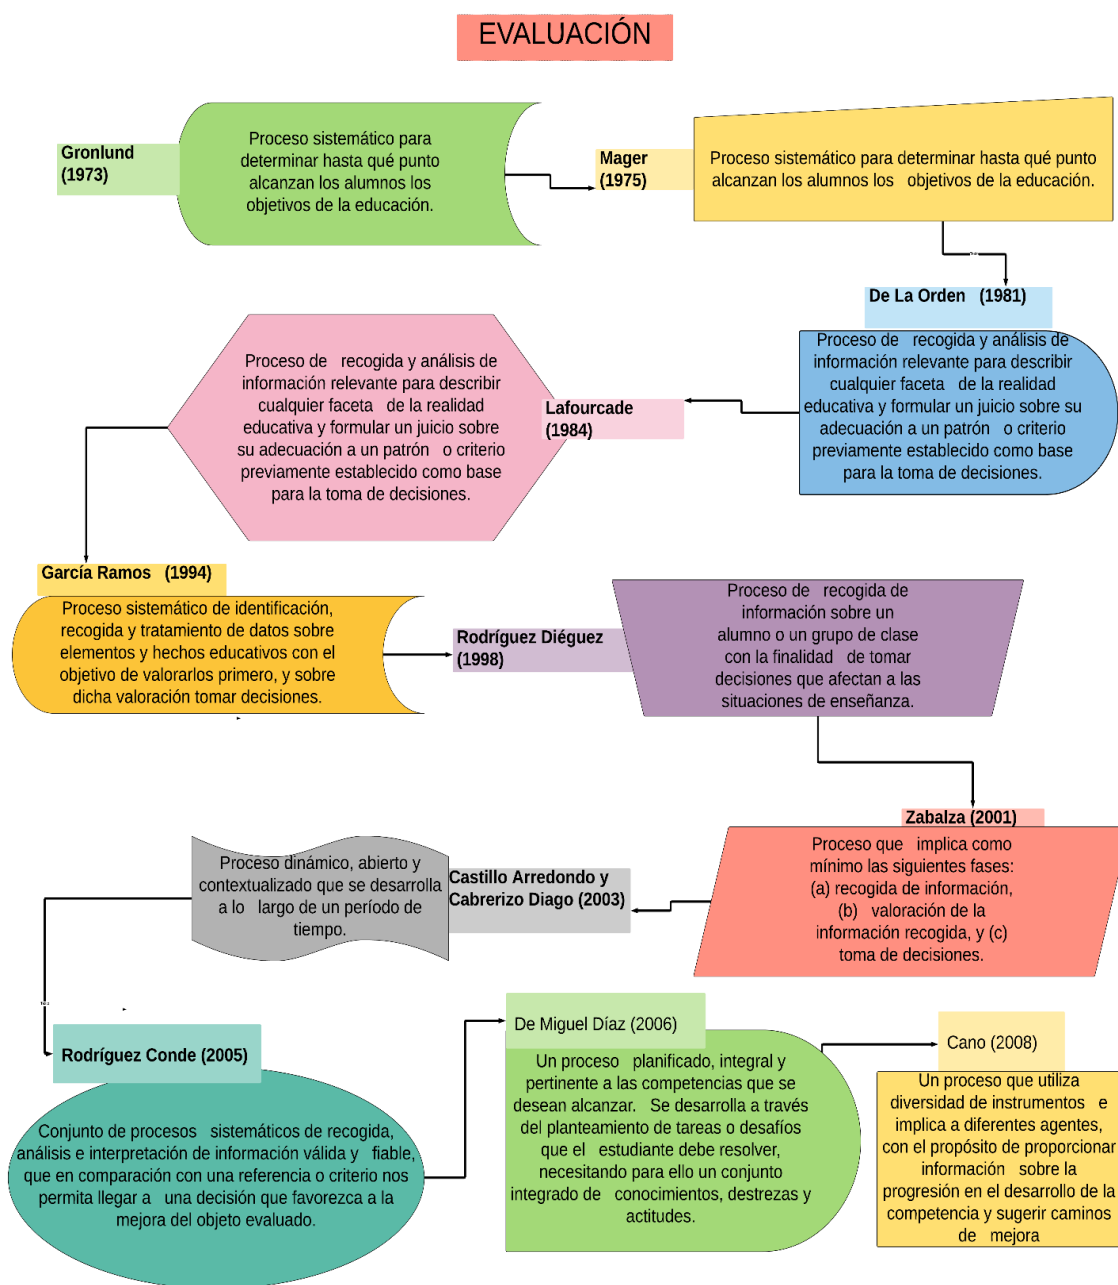 EVALUACIÓN
Gronlund
(1973)
Proceso sistemático para
determinar hasta qué punto
alcanzan los alumnos los
objetivos de la educación.
Mager
(1975)
Proceso sistemático para determinar hasta qué punto
alcanzan los alumnos los objetivos de la educación.
De La Orden (1981)
Proceso de recogida y análisis de
información relevante para describir
cualquier faceta de la realidad
educativa y formular un juicio sobre su
adecuación a un patrón o criterio
previamente establecido como base
para la toma de decisiones.
Lafourcade
(1984)
Proceso de recogida y análisis de
información relevante para describir
cualquier faceta de la realidad
educativa y formular un juicio sobre
su adecuación a un patrón o criterio
previamente establecido como base
para la toma de decisiones.
García Ramos (1994)
Proceso sistemático de identificación,
recogida y tratamiento de datos sobre
elementos y hechos educativos con el
objetivo de valorarlos primero, y sobre
dicha valoración tomar decisiones.
Rodríguez Diéguez
(1998)
Proceso de recogida de
información sobre un
alumno o un grupo de clase
con la finalidad de tomar
decisiones que afectan a las
situaciones de enseñanza.
Zabalza (2001)
Proceso que implica como
mínimo las siguientes fases:
(a) recogida de información,
(b) valoración de la
información recogida, y (c)
toma de decisiones.
Castillo Arredondo y
Cabrerizo Diago (2003)
Proceso dinámico, abierto y
contextualizado que se desarrolla
a lo largo de un período de
tiempo.
Rodríguez Conde (2005)
Conjunto de procesos sistemáticos de recogida,
análisis e interpretación de información válida y fiable,
que en comparación con una referencia o criterio nos
permita llegar a una decisión que favorezca a la
mejora del objeto evaluado.
De Miguel Díaz (2006)
Un proceso planificado, integral y
pertinente a las competencias que se
desean alcanzar. Se desarrolla a través
del planteamiento de tareas o desafíos
que el estudiante debe resolver,
necesitando para ello un conjunto
integrado de conocimientos, destrezas y
actitudes.
Cano (2008)
Un proceso que utiliza
diversidad de instrumentos e
implica a diferentes agentes,
con el propósito de proporcionar
información sobre la
progresión en el desarrollo de la
competencia y sugerir caminos
de mejora